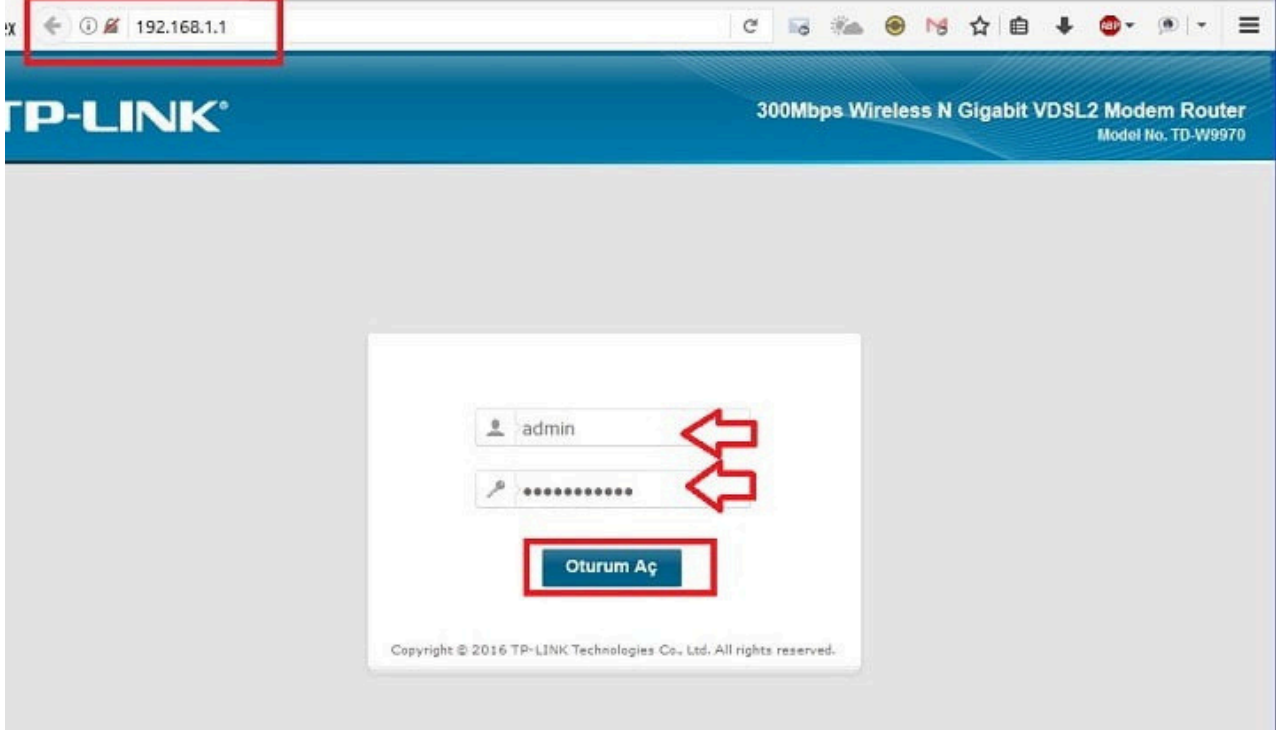 192.168.1.1
TP-LINK®
300Mbps Wireless N Gigabit VDSL2 Modem Router
Model No. TD-W9970
admin
•••••••••••
Oturum Aç
Copyright © 2016 TP-LINK Technologies Co., Ltd. All rights reserved.